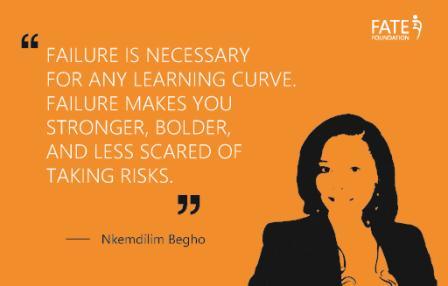 FATE
FOUNDATION
“
FAILURE IS NECESSARY
FOR ANY LEARNING CURVE.
FAILURE MAKES YOU
STRONGER, BOLDER,
AND LESS SCARED OF
TAKING RISKS.
”
— Nkemdilim Begho